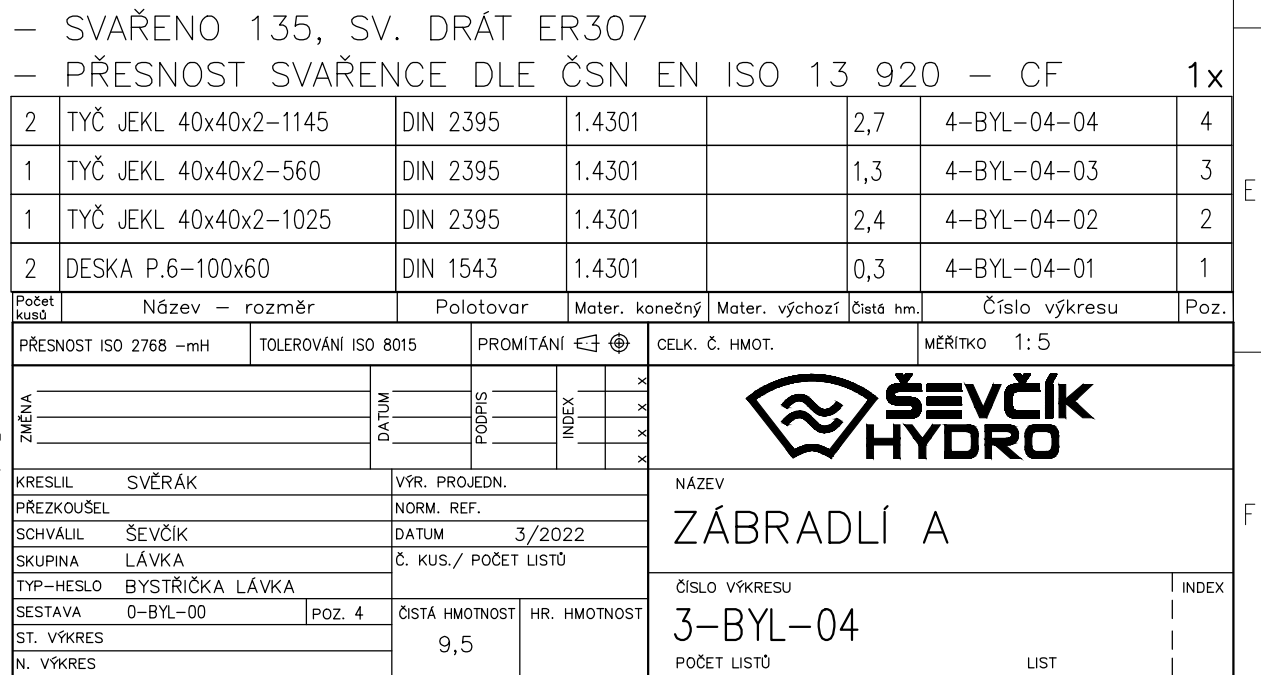 – SVAŘENO 135, SV. DRÁT ER307
– PŘESNOST SVAŘENCE DLE ČSN EN ISO 13 920 – CF 1x
2 TYČ JEKL 40x40x2–1145 DIN 2395 1.4301 2,7 4–BYL–04–04 4
1 TYČ JEKL 40x40x2–560 DIN 2395 1.4301 1,3 4–BYL–04–03 3
E
1 TYČ JEKL 40x40x2–1025 DIN 2395 1.4301 2,4 4–BYL–04–02 2
2 DESKA P.6–100x60 DIN 1543 1.4301 0,3 4–BYL–04–01 1
Počet kusů Název – rozměr Polotovar Mater. konečný Mater. výchozí Čistá hm. Číslo výkresu Poz.
PŘESNOST ISO 2768 –mH TOLEROVÁNÍ ISO 8015 PROMÍTÁNÍ CELK. Č. HMOT. MĚŘÍTKO 1:5
ZMĚNA DATUM PODPIS INDEX x x x x
ŠEVČÍK
HYDRO
KRESLIL SVĚRÁK VÝR. PROJEDN.
PŘEZKOUŠEL NORM. REF.
SCHVÁLIL ŠEVČÍK DATUM 3/2022
SKUPINA LÁVKA Č. KUS./ POČET LISTŮ
TYP–HESLO BYSTŘIČKA LÁVKA
SESTAVA 0–BYL–00 POZ. 4 ČISTÁ HMOTNOST HR. HMOTNOST
ST. VÝKRES 9,5
N. VÝKRES
NÁZEV
ZÁBRADLÍ A
F
ČÍSLO VÝKRESU INDEX
3–BYL–04
POČET LISTŮ LIST